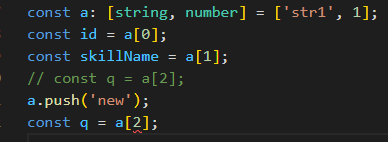 const a: [string, number] = ['str1', 1];
const id = a[0];
const skillName = a[1];
// const q = a[2];
a.push('new');
const q = a[2];